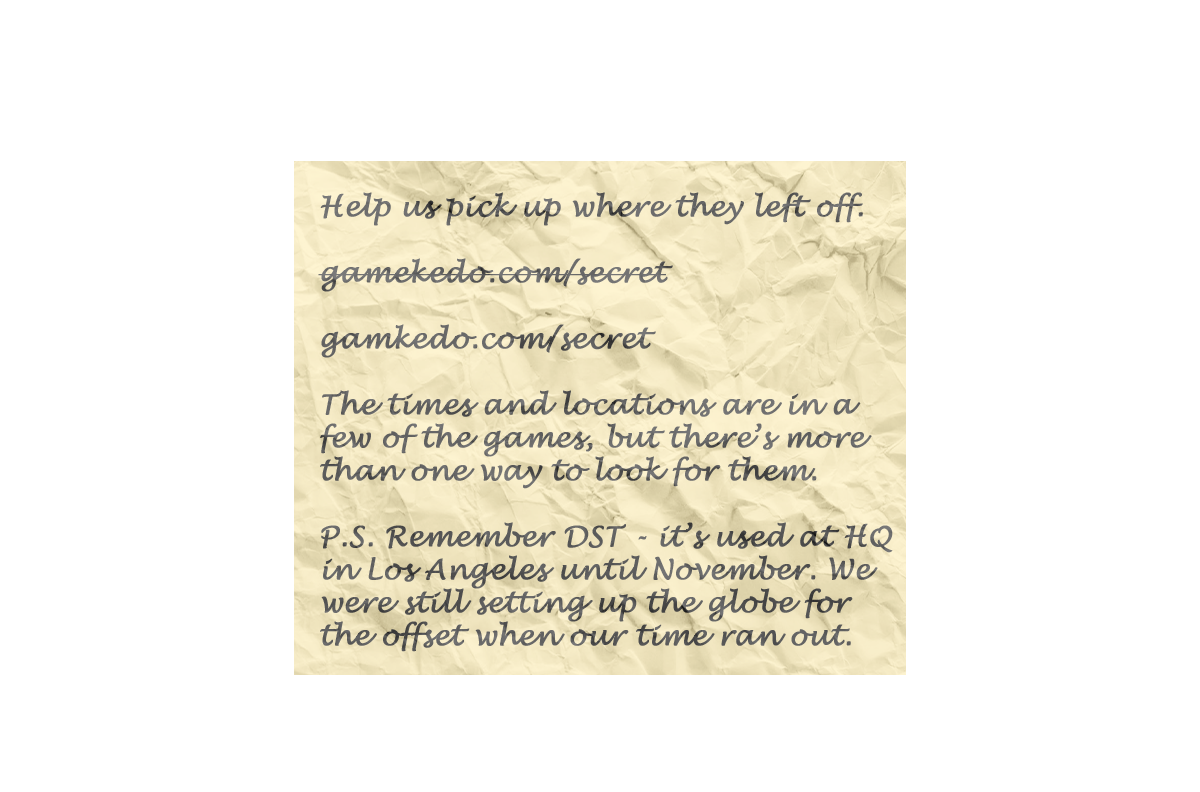 Help us pick up where they left off.
gamekedo.com/secret
gamkedo.com/secret
The times and locations are in a
few of the games, but there's more
than one way to look for them.
P.S. Remember DST - it's used at HQ
in Los Angeles until November. We
were still setting up the globe for
the offset when our time ran out.